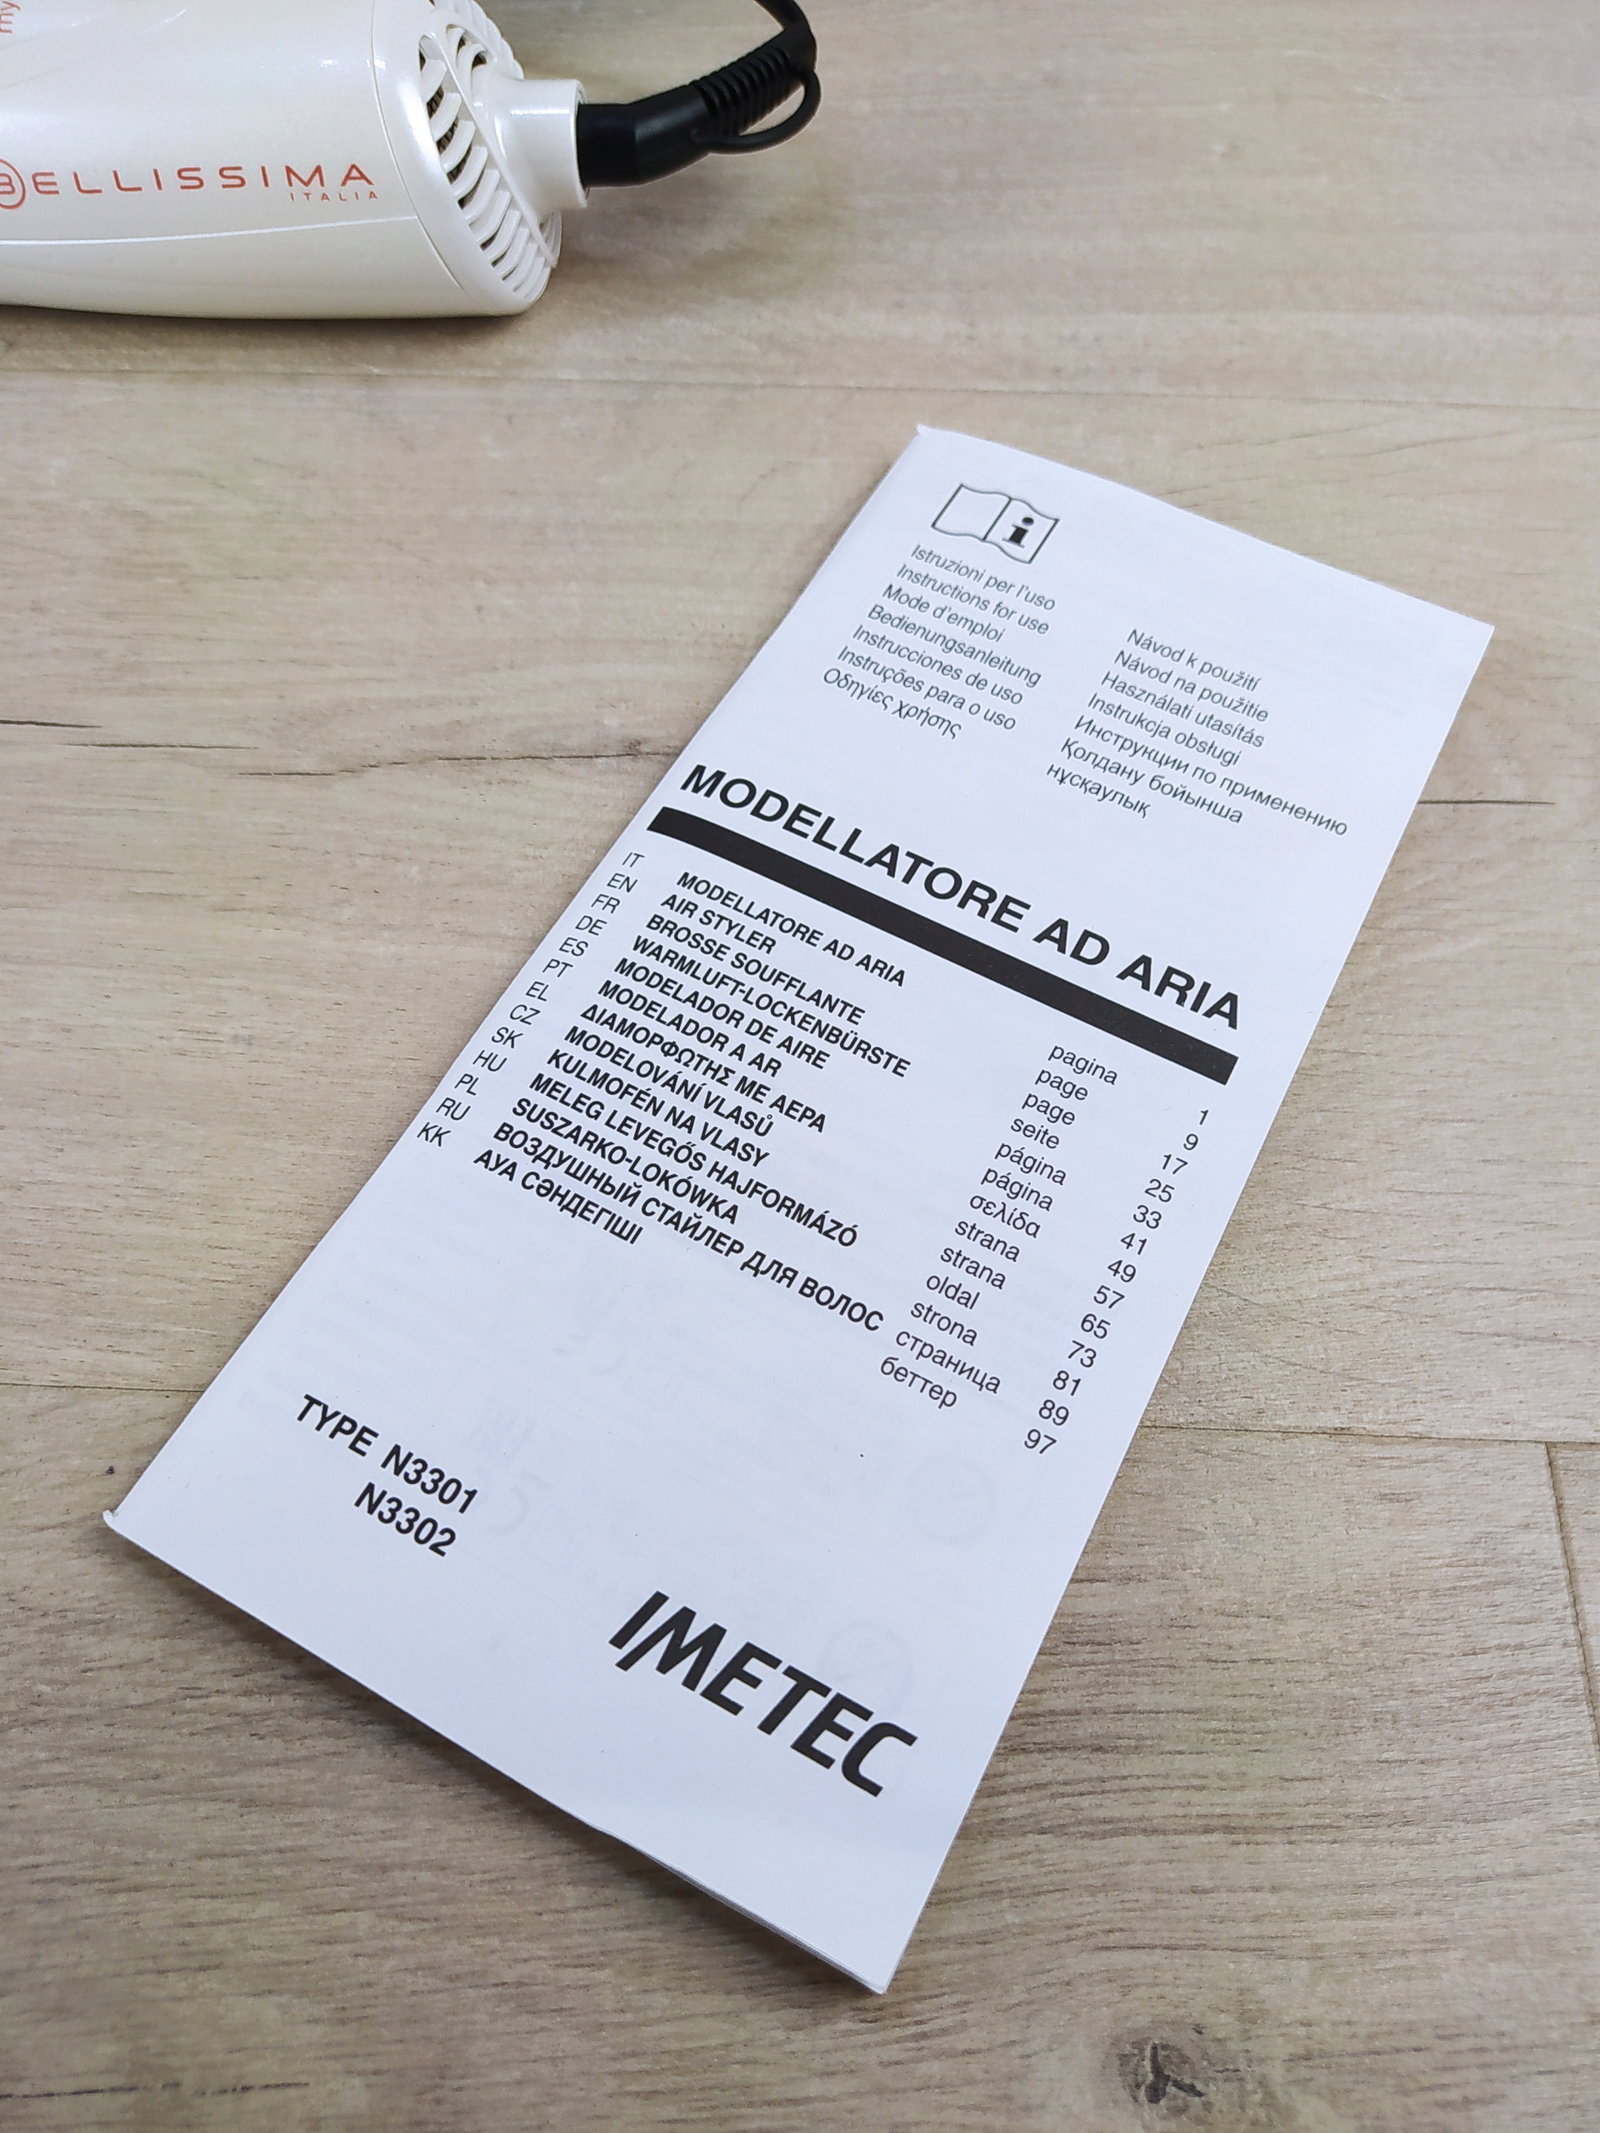 my
BELLISSIMA
ITALIA
i
Istruzioni per l'uso
Instructions for use
Mode d'emploi
Bedienungsanleitung
Instrucciones de uso
Instruções para o uso
Οδηγίες χρήσης
Návod k použití
Návod na použitie
Használati utasítás
Instrukcja obsługi
Инструкции по применению
Қолдану бойынша
нұсқаулық
MODELLATORE AD ARIA
IT MODELLATORE AD ARIA pagina 1
EN AIR STYLER page 9
FR BROSSE SOUFFLANTE page 17
DE WARMLUFT-LOCKENBÜRSTE seite 25
ES MODELADOR DE AIRE página 33
PT MODELADOR A AR página 41
EL ΔΙΑΜΟΡΦΩΤΗΣ ΜΕ ΑΕΡΑ σελίδα 49
CZ MODELOVÁNÍ VLASŮ strana 57
SK KULMOFÉN NA VLASY strana 65
HU MELEG LEVEGŐS HAJFORMÁZÓ oldal 73
PL SUSZARKO-LOKÓWKA strona 81
RU ВОЗДУШНЫЙ СТАЙЛЕР ДЛЯ ВОЛОС страница 89
KK АУА СӘНДЕГІШІ беттер 97
TYPE N3301
N3302
IMETEC